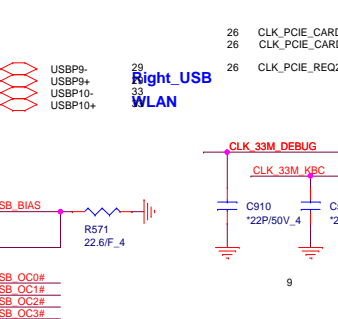 26 CLK_PCIE_CARD
26 CLK_PCIE_CARD
USBP9- 29
USBP9+ Right_USB
26 CLK_PCIE_REQ2
USBP10- 33
USBP10+ 33 WLAN
CLK_33M_DEBUG
CLK_33M_KBC
SB_BIAS
R571
22.6/F_4
C910
*22P/50V_4
SB_OC0#
SB_OC1#
SB_OC2#
SB_OC3#
9